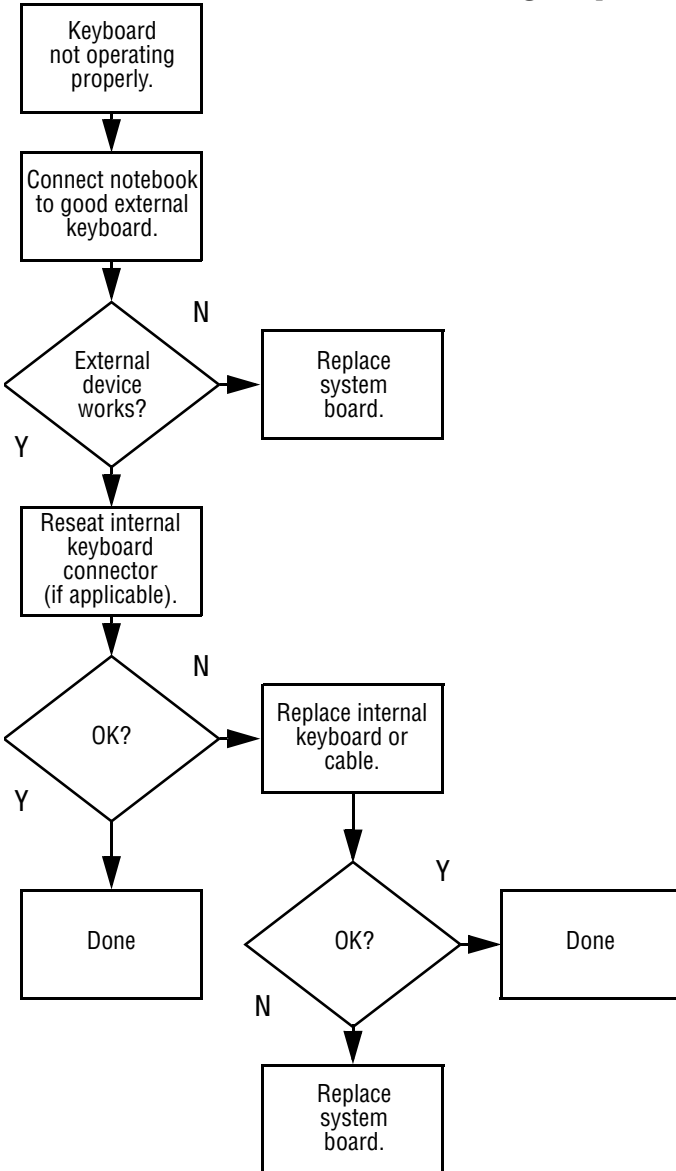 Keyboard
not operating
properly.
Connect notebook
to good external
keyboard.
N
External
device
works?
Replace
system
board.
Y
Reseat internal
keyboard
connector
(if applicable).
N
OK?
Replace internal
keyboard or
cable.
Y
Y
Done
OK?
Done
N
Replace
system
board.